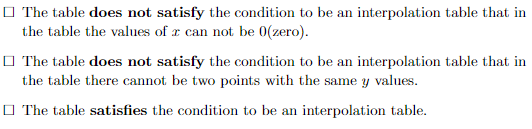 □ The table does not satisfy the condition to be an interpolation table that in
the table the values of x can not be 0(zero).
□ The table does not satisfy the condition to be an interpolation table that in
the table there cannot be two points with the same y values.
□ The table satisfies the condition to be an interpolation table.